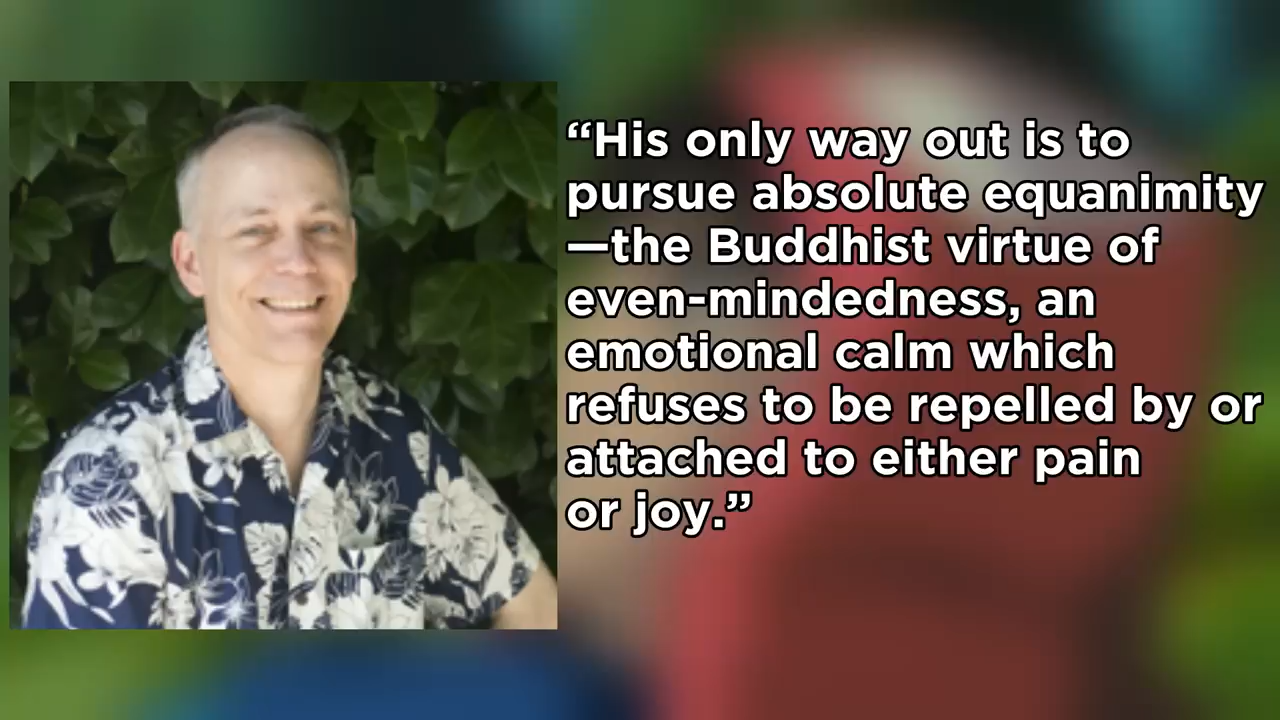 “His only way out is to
pursue absolute equanimity
—the Buddhist virtue of
even-mindedness, an
emotional calm which
refuses to be repelled by or
attached to either pain
or joy.”